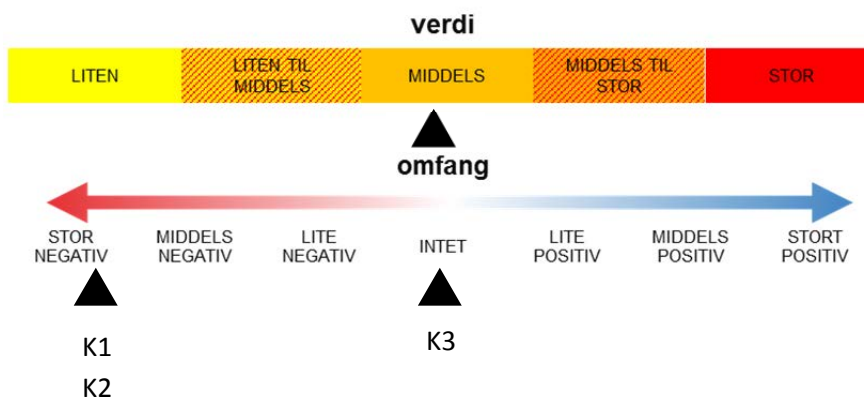 verdi
LITEN
LITEN TIL
MIDDELS
MIDDELS
MIDDELS TIL
STOR
STOR
omfang
STOR
NEGATIV
MIDDELS
NEGATIV
LITE
NEGATIV
INTET
LITE
POSITIV
MIDDELS
POSITIV
STORT
POSITIV
K1
K2
K3